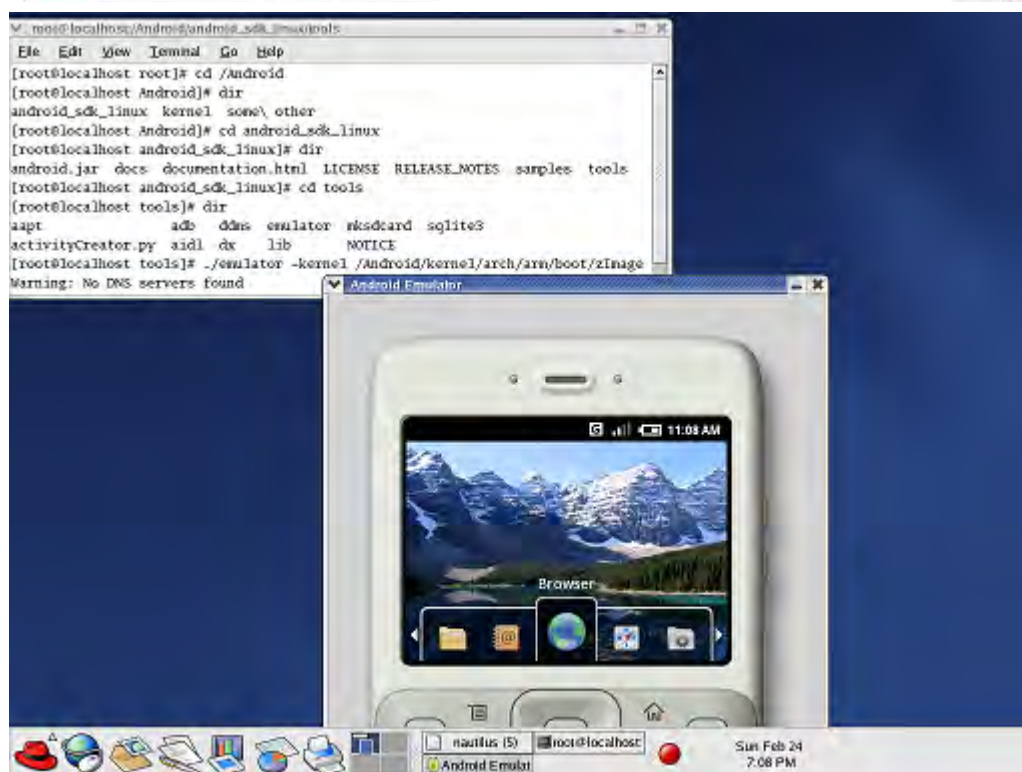 root@localhost:/Android/android_sdk_linux/tools
File Edit View Terminal Go Help
[root@localhost root]# cd /Android
[root@localhost Android]# dir
android_sdk_linux kernel some\ other
[root@localhost Android]# cd android_sdk_linux
[root@localhost android_sdk_linux]# dir
android.jar docs documentation.html LICENSE RELEASE_NOTES samples tools
[root@localhost android_sdk_linux]# cd tools
[root@localhost tools]# dir
aapt adb ddms emulator mksdcard sqlite3
activityCreator.py aidl dx lib NOTICE
[root@localhost tools]# ./emulator -kernel /Android/kernel/arch/arm/boot/zImage
Warning: No DNS servers found
Android Emulator
G 11:08 AM
Browser
nautilus (5) root@localhost:
Android Emulat
Sun Feb 24
7:08 PM